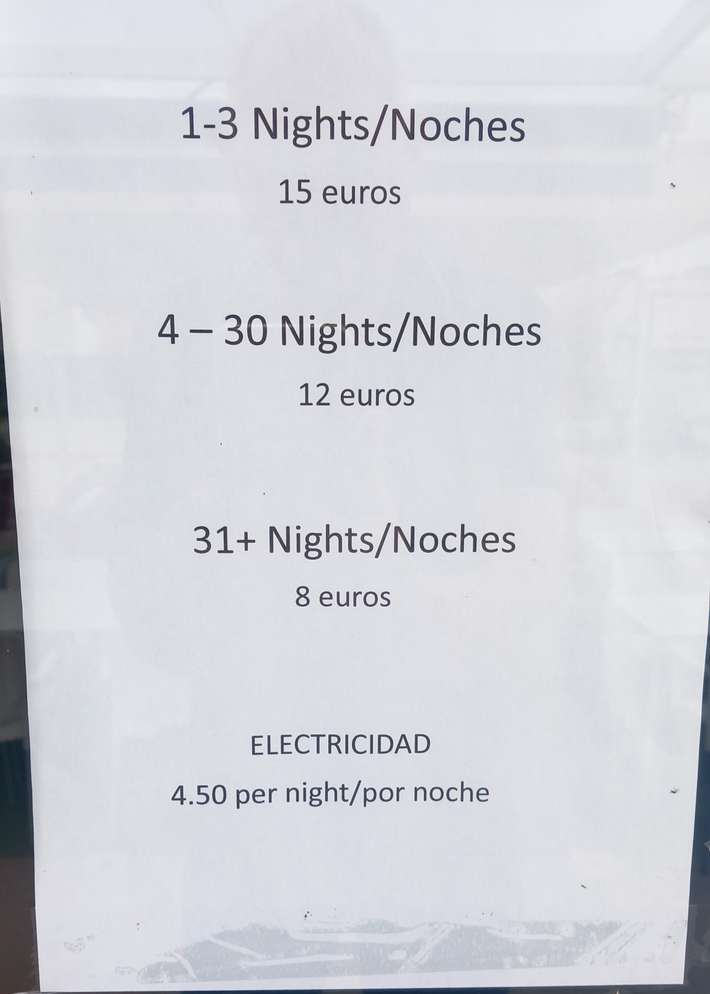 1-3 Nights/Noches
15 euros
4 – 30 Nights/Noches
12 euros
31+ Nights/Noches
8 euros
ELECTRICIDAD
4.50 per night/por noche